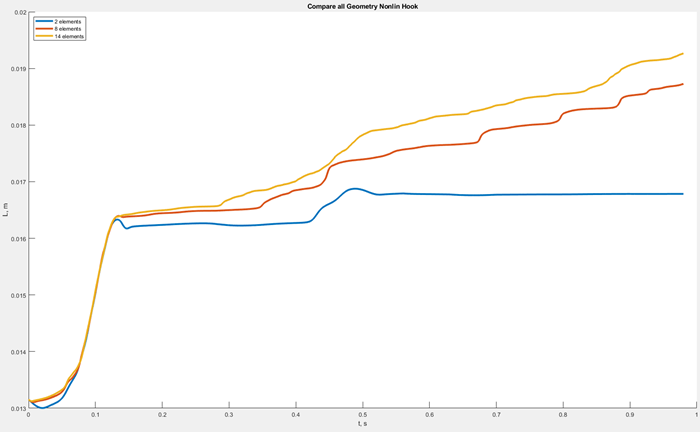 Compare all Geometry Nonlin Hook
2 elements
8 elements
14 elements
L, m
0.02
0.019
0.018
0.017
0.016
0.015
0.014
0.013
0 0.1 0.2 0.3 0.4 0.5 0.6 0.7 0.8 0.9 1
t, s